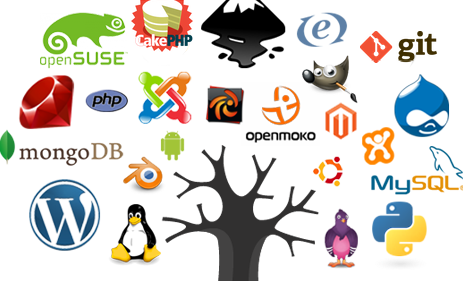 openSUSE
CakePHP
e
git
php
openmoko
mongoDB
MySQL
W